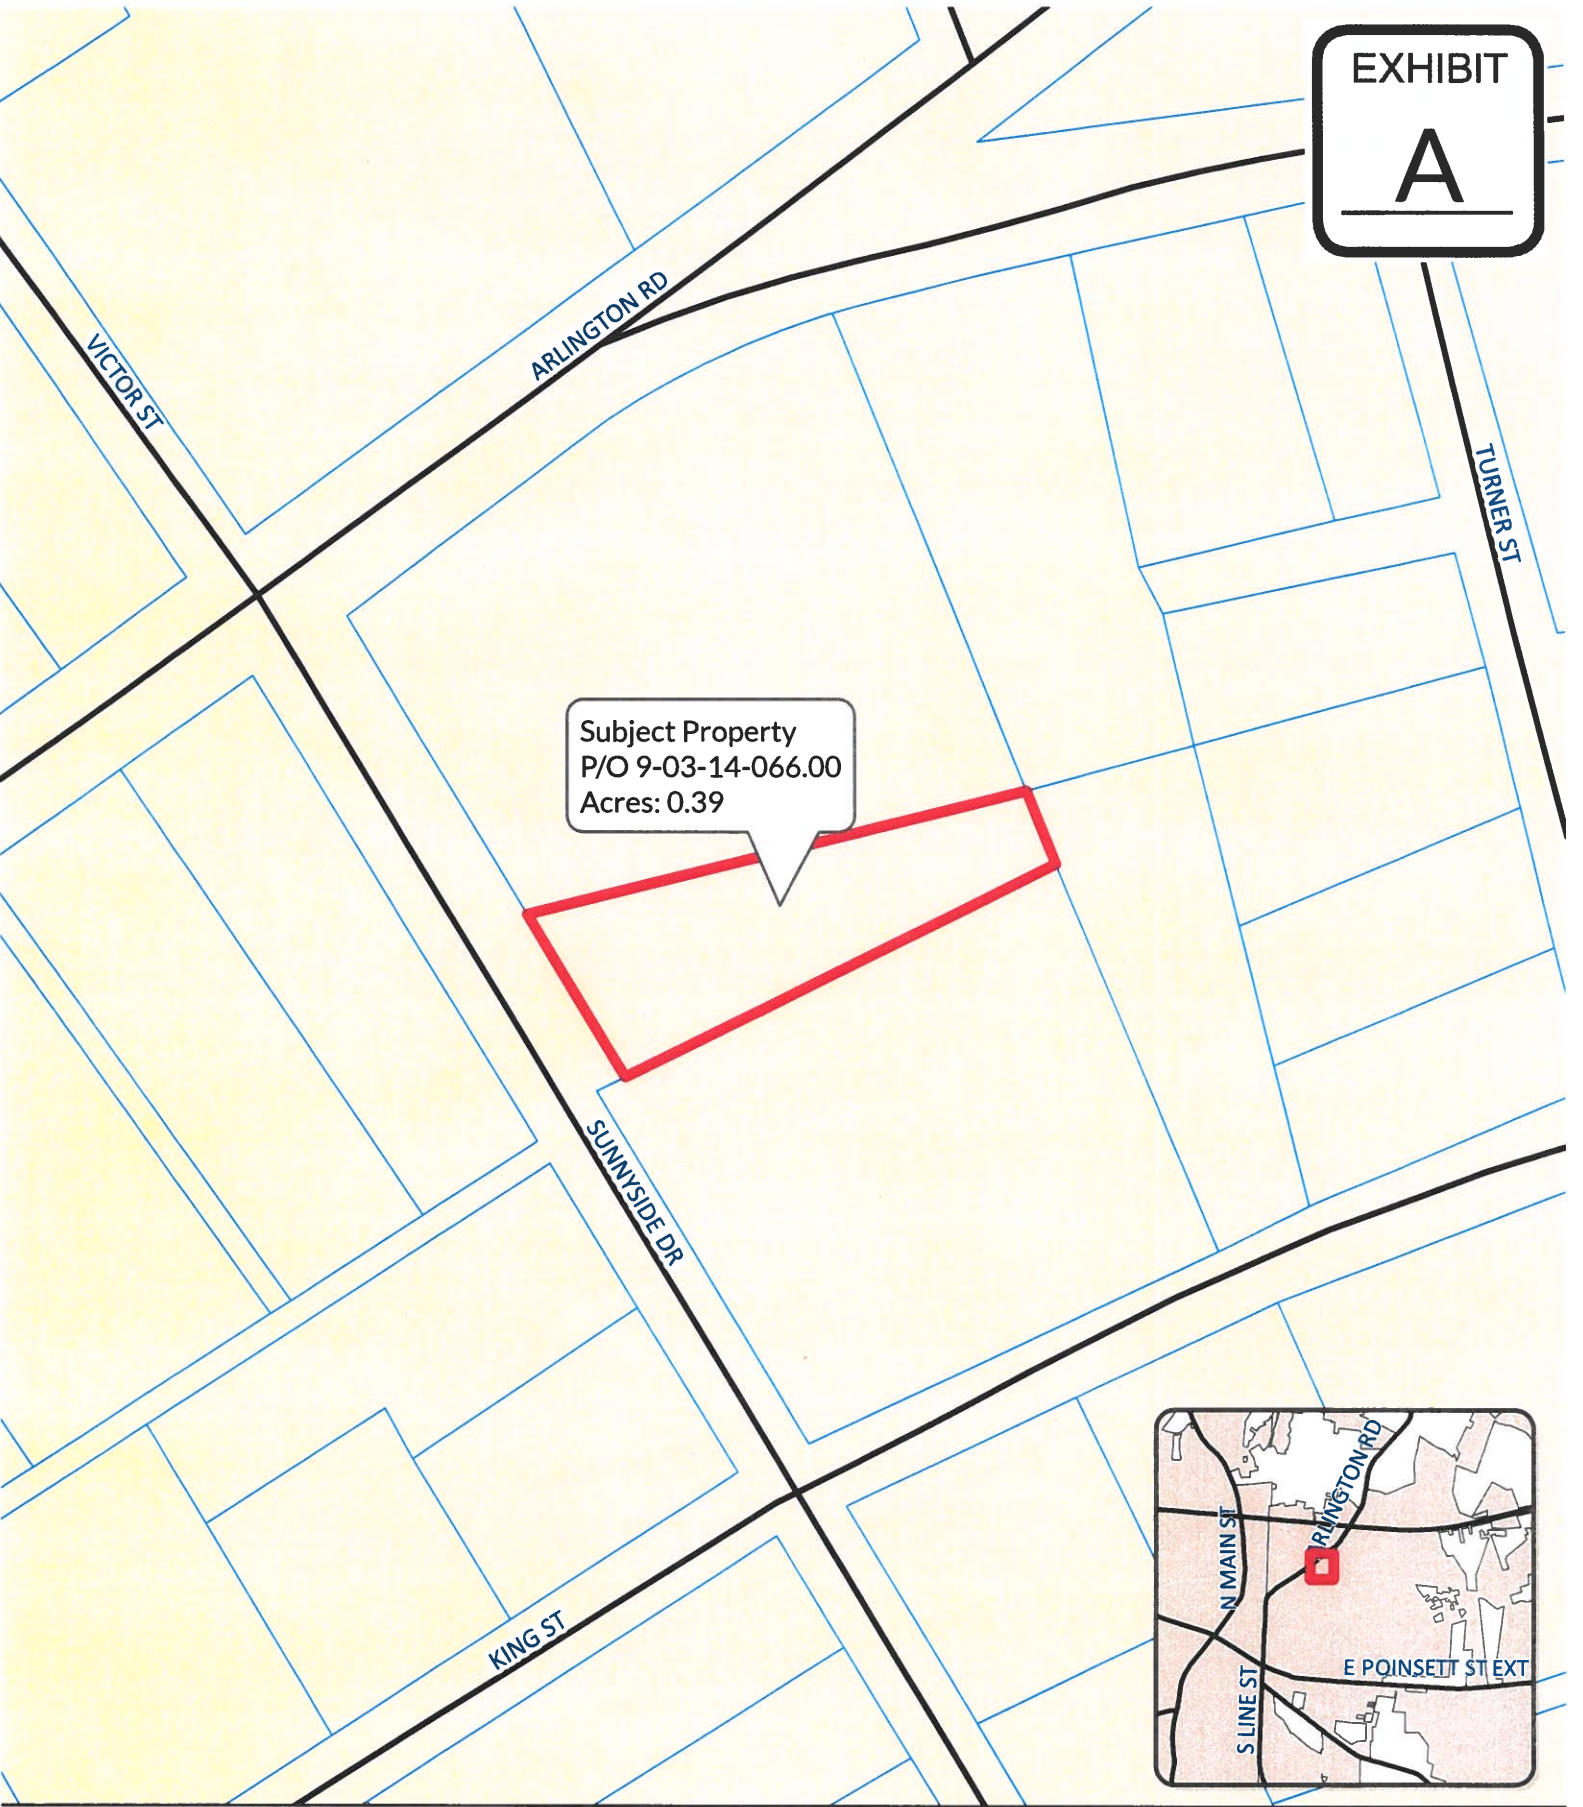 EXHIBIT
A
ARLINGTON RD
VICTOR ST
TURNER ST
Subject Property
P/O 9-03-14-066.00
Acres: 0.39
SUNNYSIDE DR
KING ST
RLINGTON RD
N MAIN ST
E POINSETT ST EXT
S LINE ST